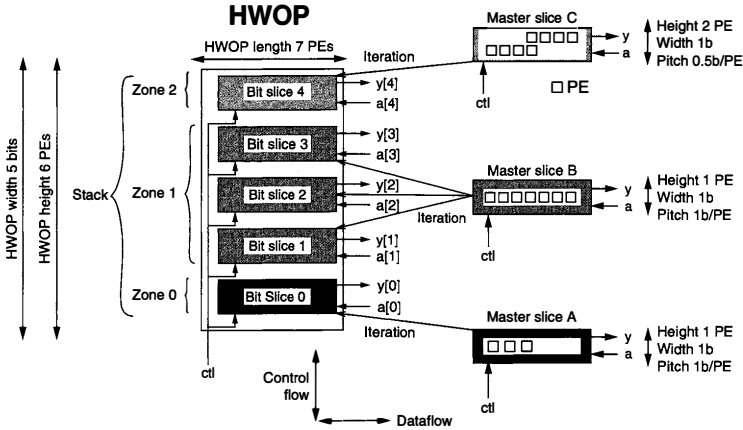 HWOP
HWOP length 7 PEs
Iteration
Master slice C
y
a
ctl
Height 2 PE
Width 1b
Pitch 0.5b/PE
PE
Zone 2
Bit slice 4
y[4]
a[4]
Bit slice 3
y[3]
a[3]
HWOP width 5 bits
HWOP height 6 PEs
Stack
Zone 1
Bit slice 2
y[2]
a[2]
Iteration
Master slice B
y
a
ctl
Height 1 PE
Width 1b
Pitch 1b/PE
Bit slice 1
y[1]
a[1]
Zone 0
Bit Slice 0
y[0]
a[0]
Iteration
Master slice A
y
a
ctl
Height 1 PE
Width 1b
Pitch 1b/PE
ctl
Control
flow
Dataflow